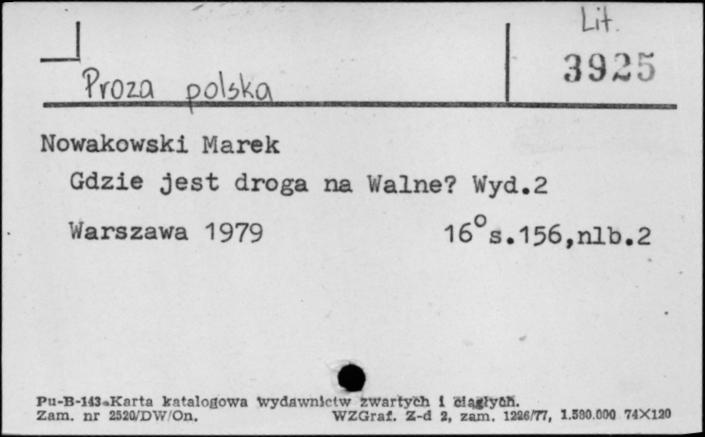 Lit.
3925
Proza polska
Nowakowski Marek
Gdzie jest droga na Walne? Wyd.2
Warszawa 1979 16°s.156,nlb.2
Pu-B-143 Karta katalogowa wydawnictw zwartych i ciągłych.
Zam. nr 2520/DW/On. WZGraf. Z-d 2, zam. 1226/77, 1.500.000 74×120